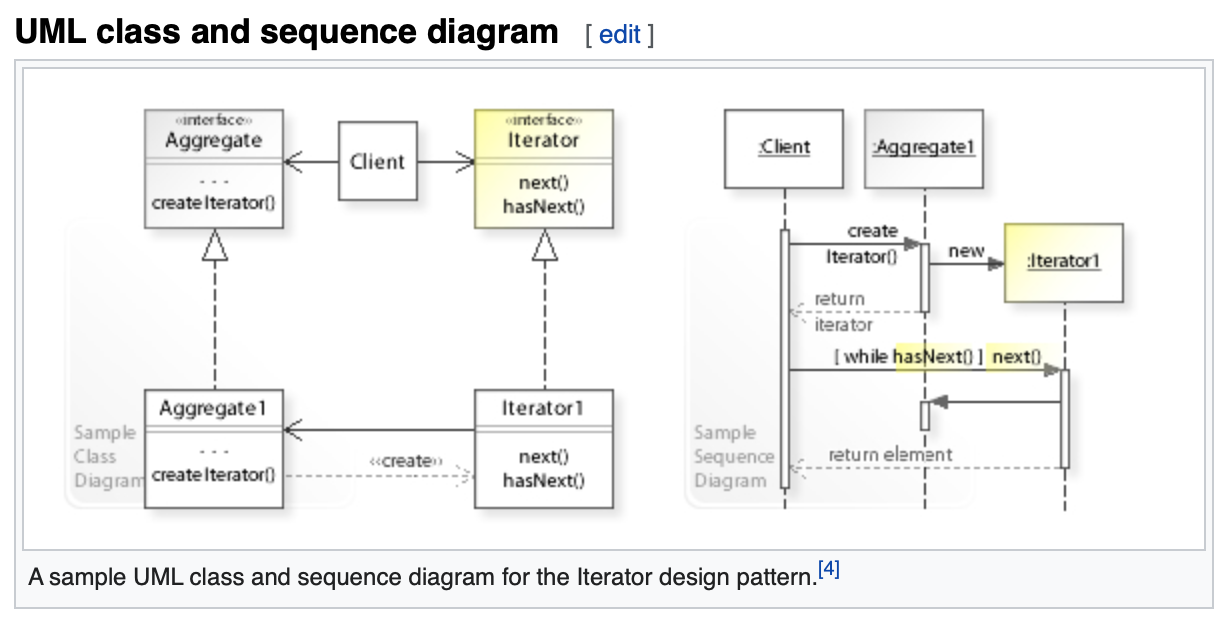 UML class and sequence diagram [ edit ]
«interface»
Aggregate
- - -
createIterator()
Client
«interface»
Iterator
next()
hasNext()
Aggregate1
- - -
createIterator()
«create»
Iterator1
next()
hasNext()
Sample
Class
Diagram
:Client
:Aggregate1
create
Iterator()
new
:Iterator1
return
iterator
[ while hasNext() ] next()
return element
Sample
Sequence
Diagram
A sample UML class and sequence diagram for the Iterator design pattern.[4]